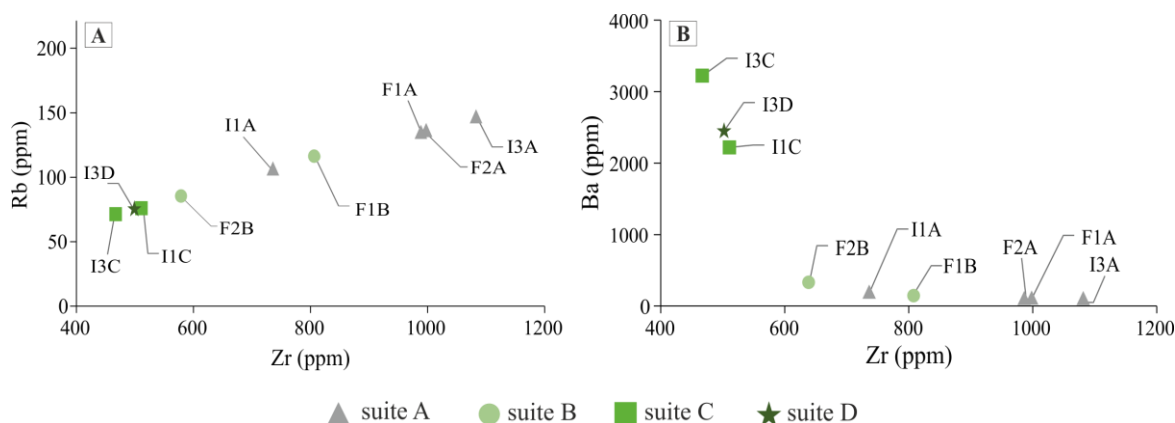 A
Rb (ppm)
200
150
100
50
0
400
600
800
1000
1200
Zr (ppm)
F1A
I1A
I3A
F2A
I3D
F1B
F2B
I1C
I3C
B
Ba (ppm)
4000
3000
2000
1000
0
400
600
800
1000
1200
Zr (ppm)
I3C
I3D
I1C
F2B
I1A
F1B
F2A
F1A
I3A
suite A
suite B
suite C
suite D